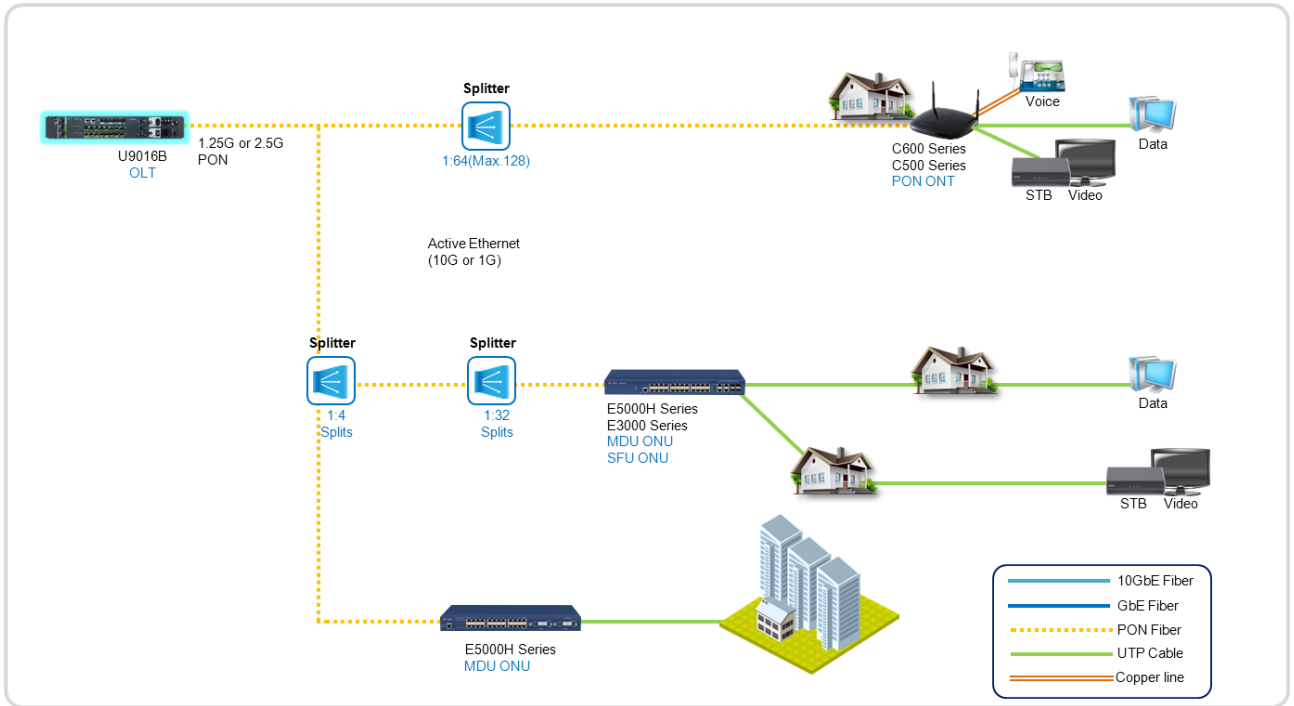 Splitter
1:64(Max.128)
U9016B
OLT
1.25G or 2.5G
PON
Voice
Data
C600 Series
C500 Series
PON ONT
STB
Video
Active Ethernet
(10G or 1G)
Splitter
1:4
Splits
Splitter
1:32
Splits
E5000H Series
E3000 Series
MDU ONU
SFU ONU
Data
STB
Video
E5000H Series
MDU ONU
10GbE Fiber
GbE Fiber
PON Fiber
UTP Cable
Copper line